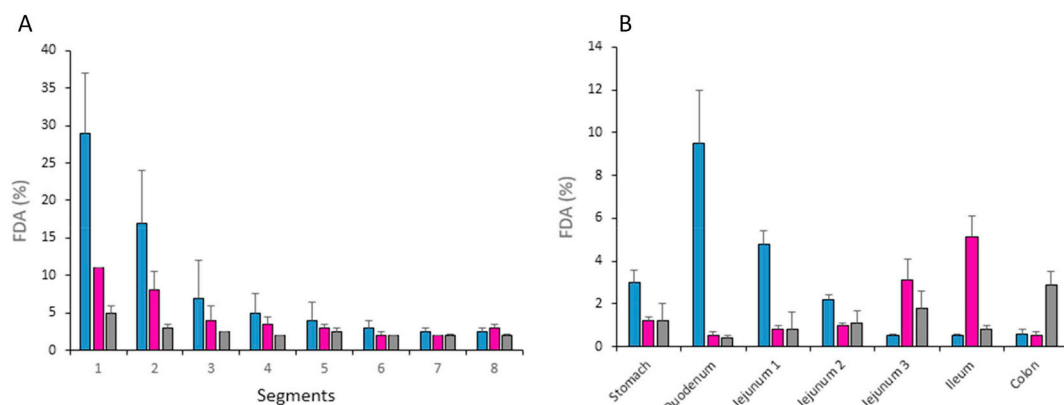 A
FDA (%)
40
35
30
25
20
15
10
5
0
1 2 3 4 5 6 7 8
Segments
B
FDA (%)
14
12
10
8
6
4
2
0
Stomach
Duodenum
Jejunum 1
Jejunum 2
Jejunum 3
Ileum
Colon